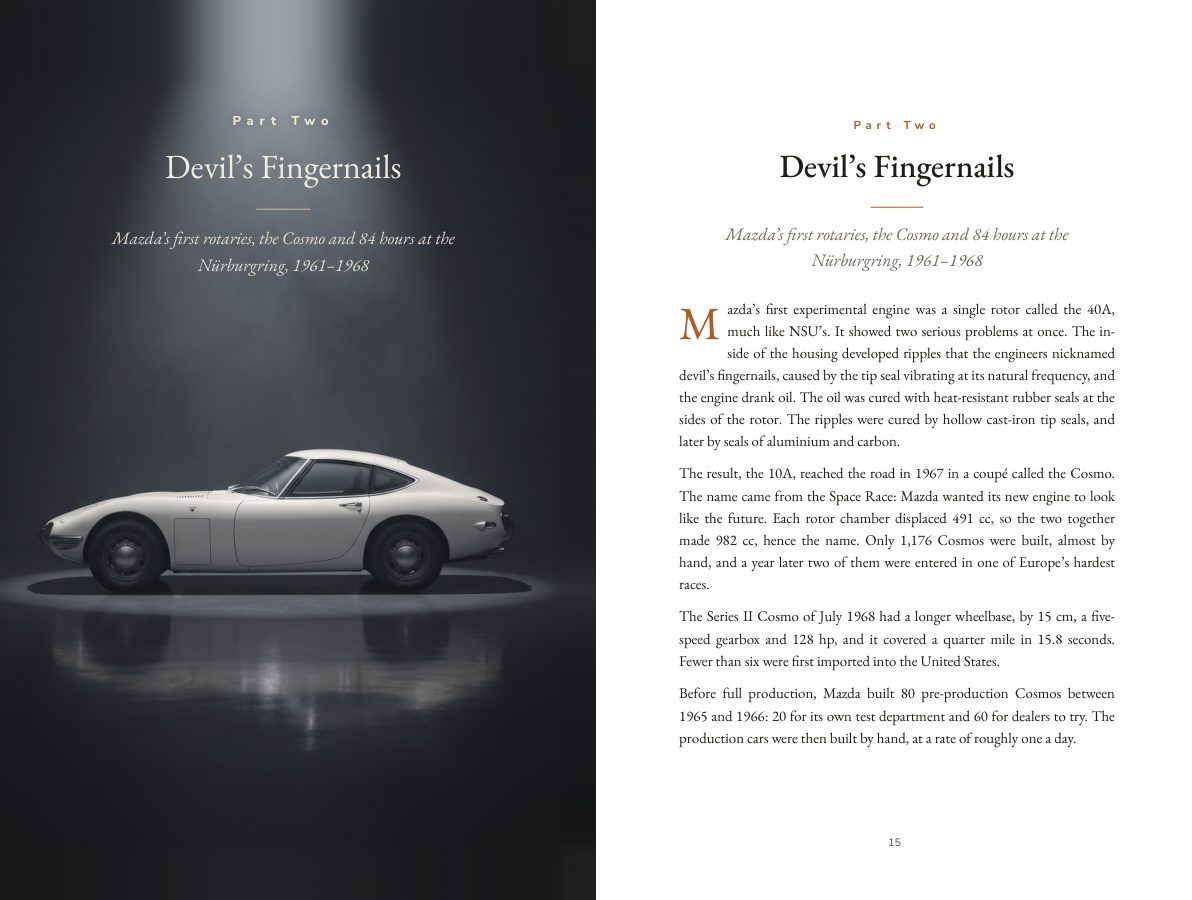 Part Two
Devil’s Fingernails
Mazda’s first rotaries, the Cosmo and 84 hours at the
Nürburgring, 1961–1968
Part Two
Devil’s Fingernails
Mazda’s first rotaries, the Cosmo and 84 hours at the
Nürburgring, 1961–1968
Mazda’s first experimental engine was a single rotor called the 40A,
much like NSU’s. It showed two serious problems at once. The in-
side of the housing developed ripples that the engineers nicknamed
devil’s fingernails, caused by the tip seal vibrating at its natural frequency, and
the engine drank oil. The oil was cured with heat-resistant rubber seals at the
sides of the rotor. The ripples were cured by hollow cast-iron tip seals, and
later by seals of aluminium and carbon.
The result, the 10A, reached the road in 1967 in a coupé called the Cosmo.
The name came from the Space Race: Mazda wanted its new engine to look
like the future. Each rotor chamber displaced 491 cc, so the two together
made 982 cc, hence the name. Only 1,176 Cosmos were built, almost by
hand, and a year later two of them were entered in one of Europe’s hardest
races.
The Series II Cosmo of July 1968 had a longer wheelbase, by 15 cm, a five-
speed gearbox and 128 hp, and it covered a quarter mile in 15.8 seconds.
Fewer than six were first imported into the United States.
Before full production, Mazda built 80 pre-production Cosmos between
1965 and 1966: 20 for its own test department and 60 for dealers to try. The
production cars were then built by hand, at a rate of roughly one a day.
15